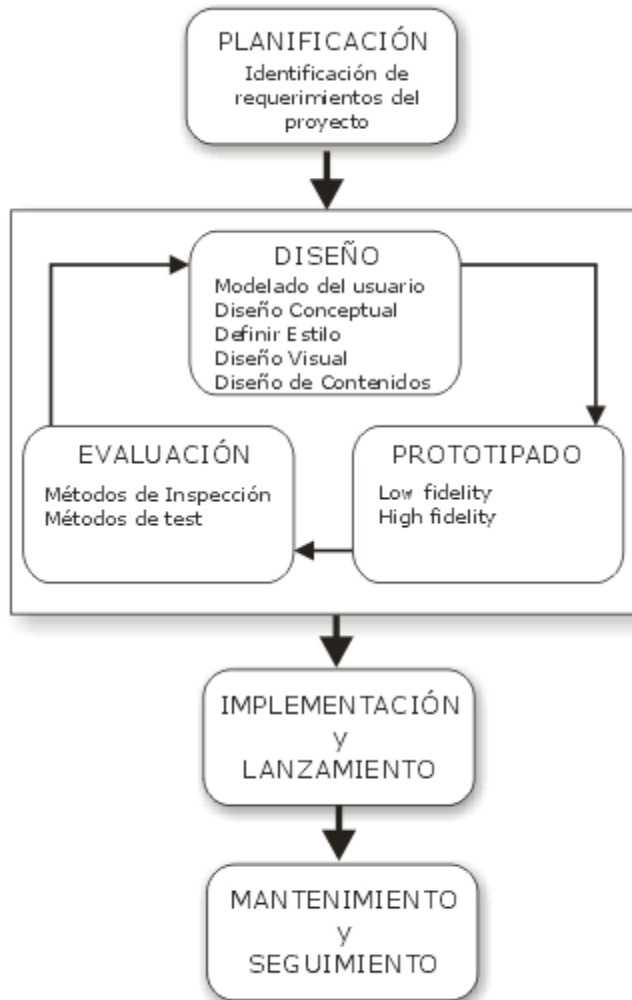 PLANIFICACIÓN
Identificación de
requerimientos del
proyecto
DISEÑO
Modelado del usuario
Diseño Conceptual
Definir Estilo
Diseño Visual
Diseño de Contenidos
EVALUACIÓN
Métodos de Inspección
Métodos de test
PROTOTIPADO
Low fidelity
High fidelity
IMPLEMENTACIÓN
y
LANZAMIENTO
MANTENIMIENTO
y
SEGUIMIENTO